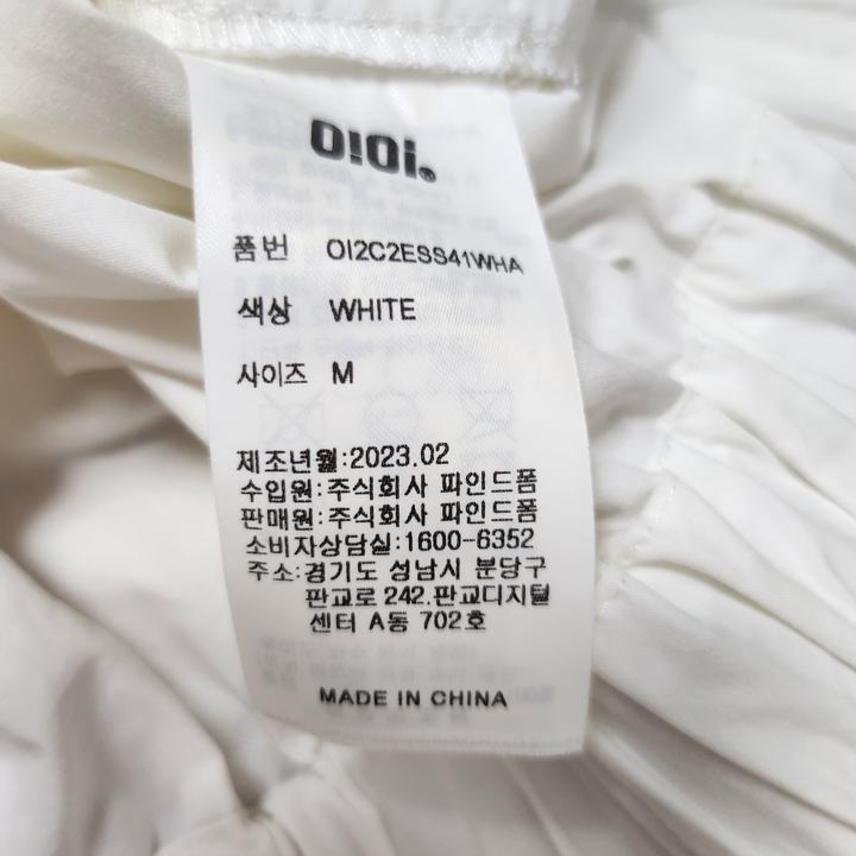 O!Oi®
품번 OI2C2ESS41WHA
색상 WHITE
사이즈 M
제조년월:2023.02
수입원:주식회사 파인드폼
판매원:주식회사 파인드폼
소비자상담실:1600-6352
주소:경기도 성남시 분당구
판교로 242.판교디지털
센터 A동 702호
MADE IN CHINA